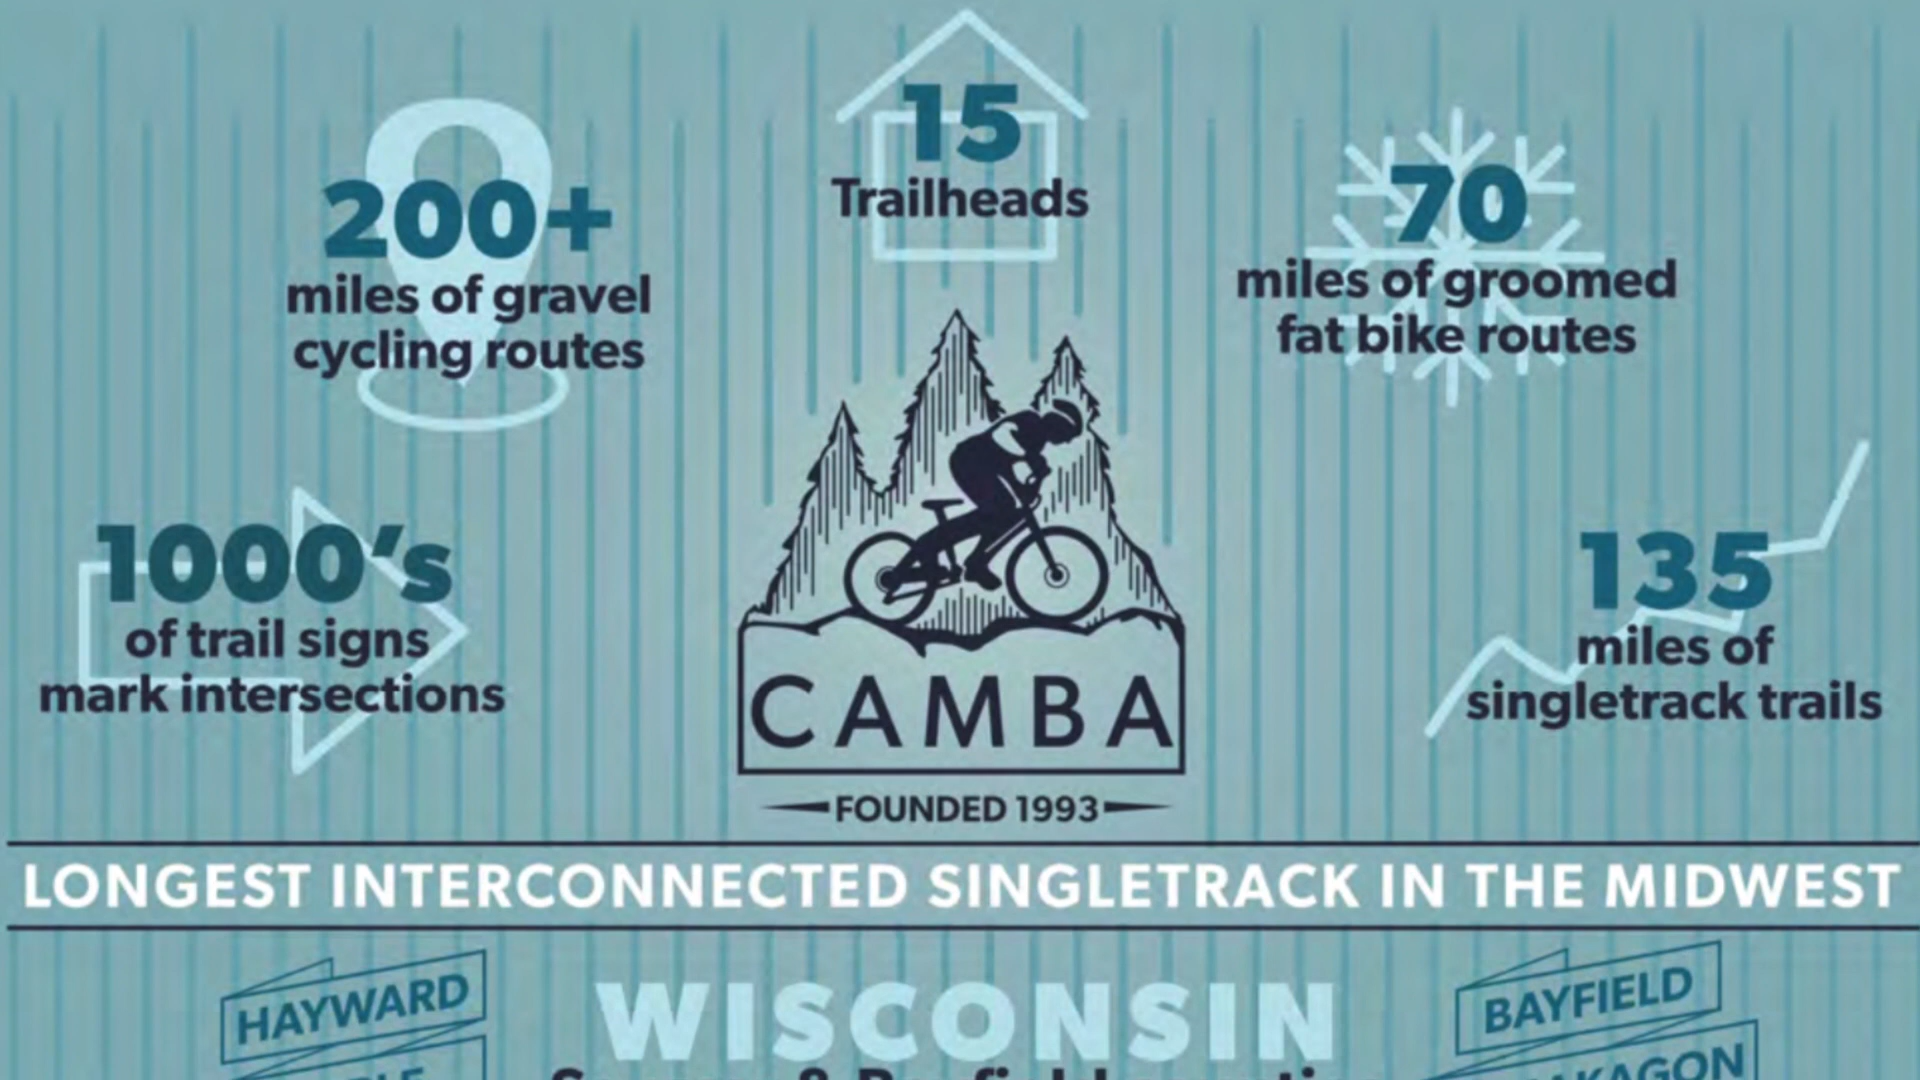 15
Trailheads
200+
miles of gravel
cycling routes
70
miles of groomed
fat bike routes
1000's
of trail signs
mark intersections
135
miles of
singletrack trails
CAMBA
FOUNDED 1993
LONGEST INTERCONNECTED SINGLETRACK IN THE MIDWEST
HAYWARD
WISCONSIN
BAYFIELD